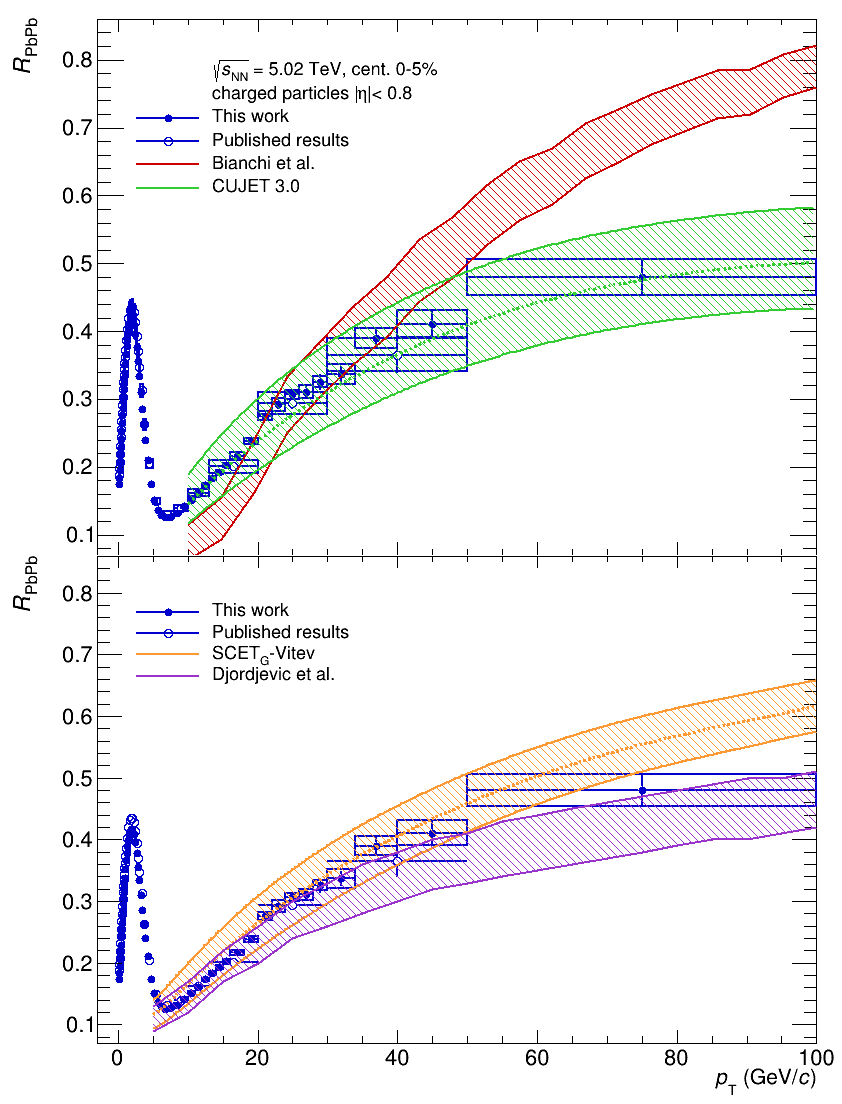 R_PbPb
0.8
√s_NN = 5.02 TeV, cent. 0-5%
charged particles |η|< 0.8
This work
0.7
Published results
Bianchi et al.
CUJET 3.0
0.6
0.5
0.4
0.3
0.2
0.1
R_PbPb
0.8
This work
Published results
0.7
SCET_G-Vitev
Djordjevic et al.
0.6
0.5
0.4
0.3
0.2
0.1
0 20 40 60 80 100
p_T (GeV/c)